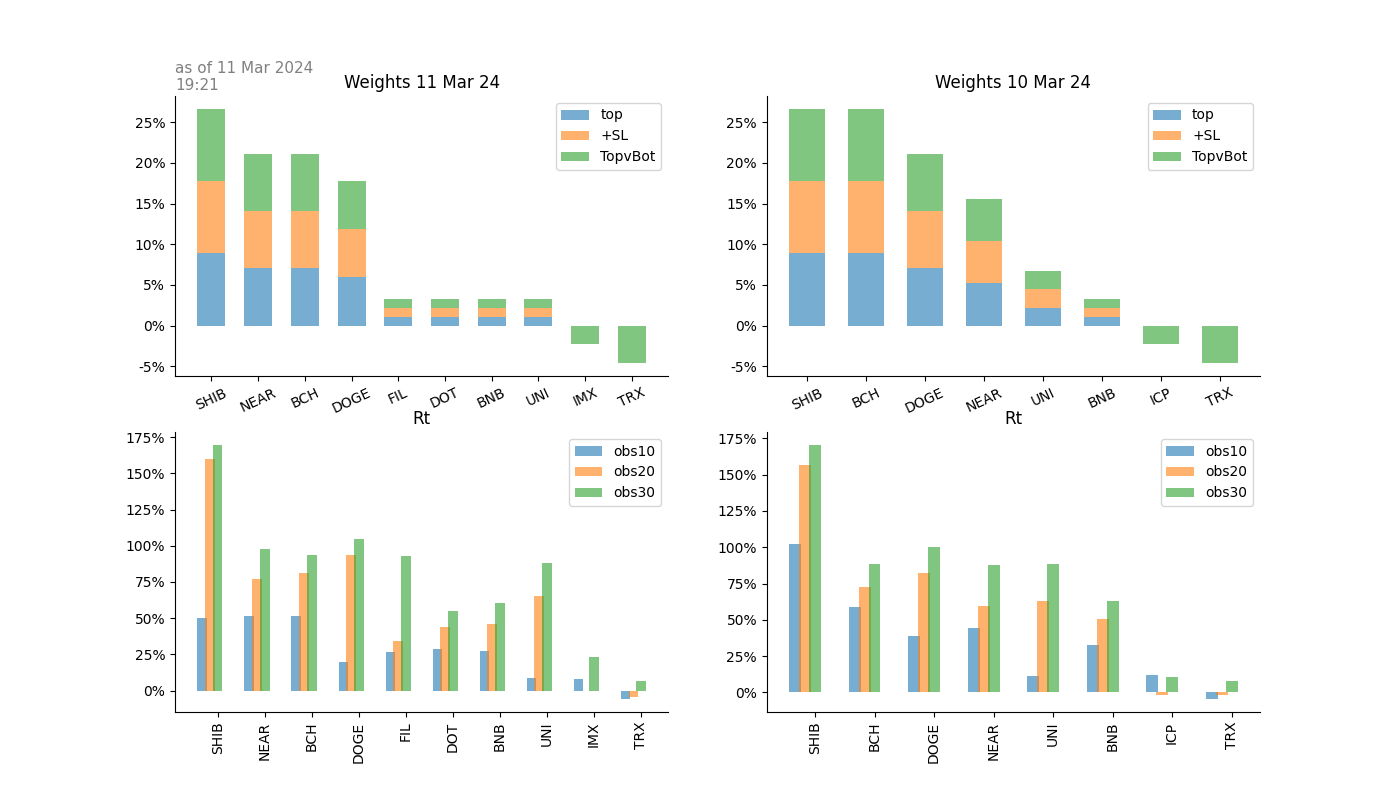 as of 11 Mar 2024
19:21
Weights 11 Mar 24
25%
20%
15%
10%
5%
0%
-5%
top
+SL
TopvBot
SHIB NEAR BCH DOGE FIL DOT BNB UNI IMX TRX
Weights 10 Mar 24
25%
20%
15%
10%
5%
0%
-5%
top
+SL
TopvBot
SHIB BCH DOGE NEAR UNI BNB ICP TRX
Rt
175%
150%
125%
100%
75%
50%
25%
0%
obs10
obs20
obs30
SHIB NEAR BCH DOGE FIL DOT BNB UNI IMX TRX
Rt
175%
150%
125%
100%
75%
50%
25%
0%
obs10
obs20
obs30
SHIB BCH DOGE NEAR UNI BNB ICP TRX